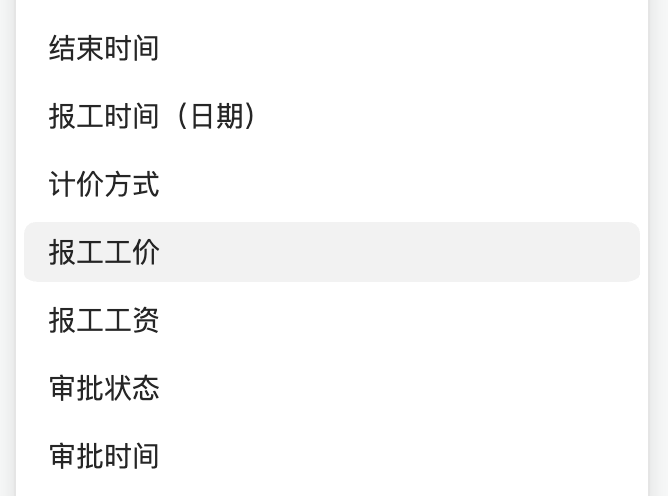 结束时间
报工时间（日期）
计价方式
报工工价
报工工资
审批状态
审批时间